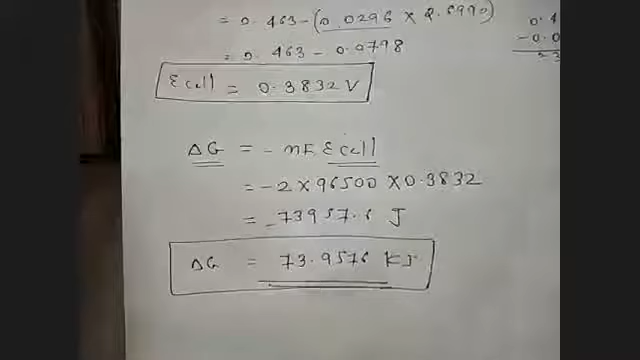 = 0.463-(0.0296 × 2.6990)
= 0.463 - 0.0798
Ecell = 0.3832 V
ΔG = - nF Ecell
= -2 × 96500 × 0.3832
= -73957.6 J
ΔG = 73.9576 KJ